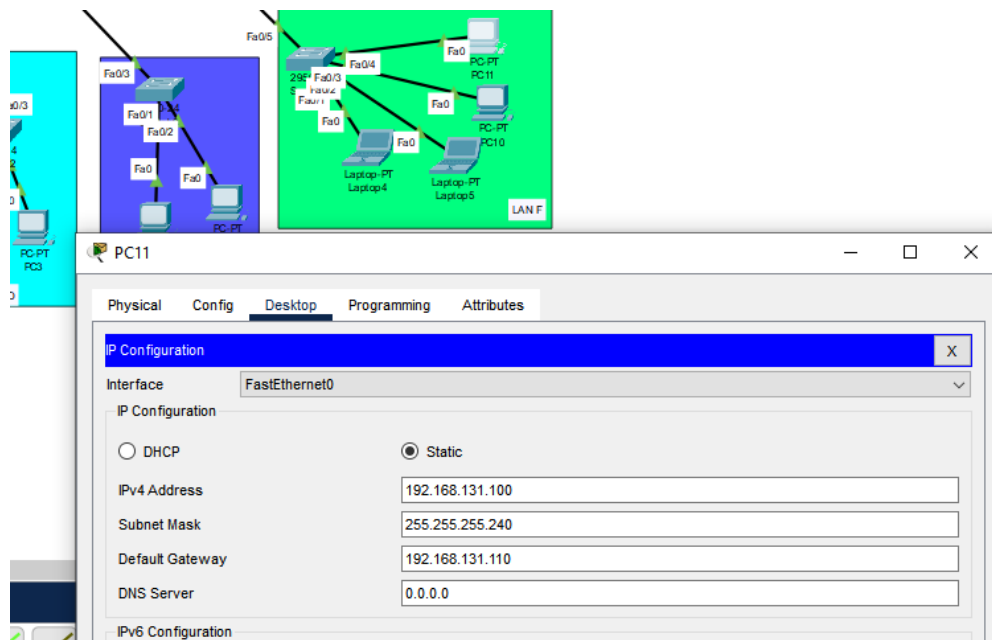 Fa0/5
Fa0
PC-PT
PC11
Fa0/4
Fa0/3
Fa0/3
Fa0/2
Fa0/1
Fa0
PC-PT
PC10
Fa0/1
Fa0
Fa0/2
Fa0
Laptop-PT
Laptop4
Laptop-PT
Laptop5
Fa0
Fa0
LAN F
PC-PT
PC-PT
PC3
PC11
Physical Config Desktop Programming Attributes
IP Configuration X
Interface FastEthernet0
IP Configuration
DHCP Static
IPv4 Address 192.168.131.100
Subnet Mask 255.255.255.240
Default Gateway 192.168.131.110
DNS Server 0.0.0.0
IPv6 Configuration